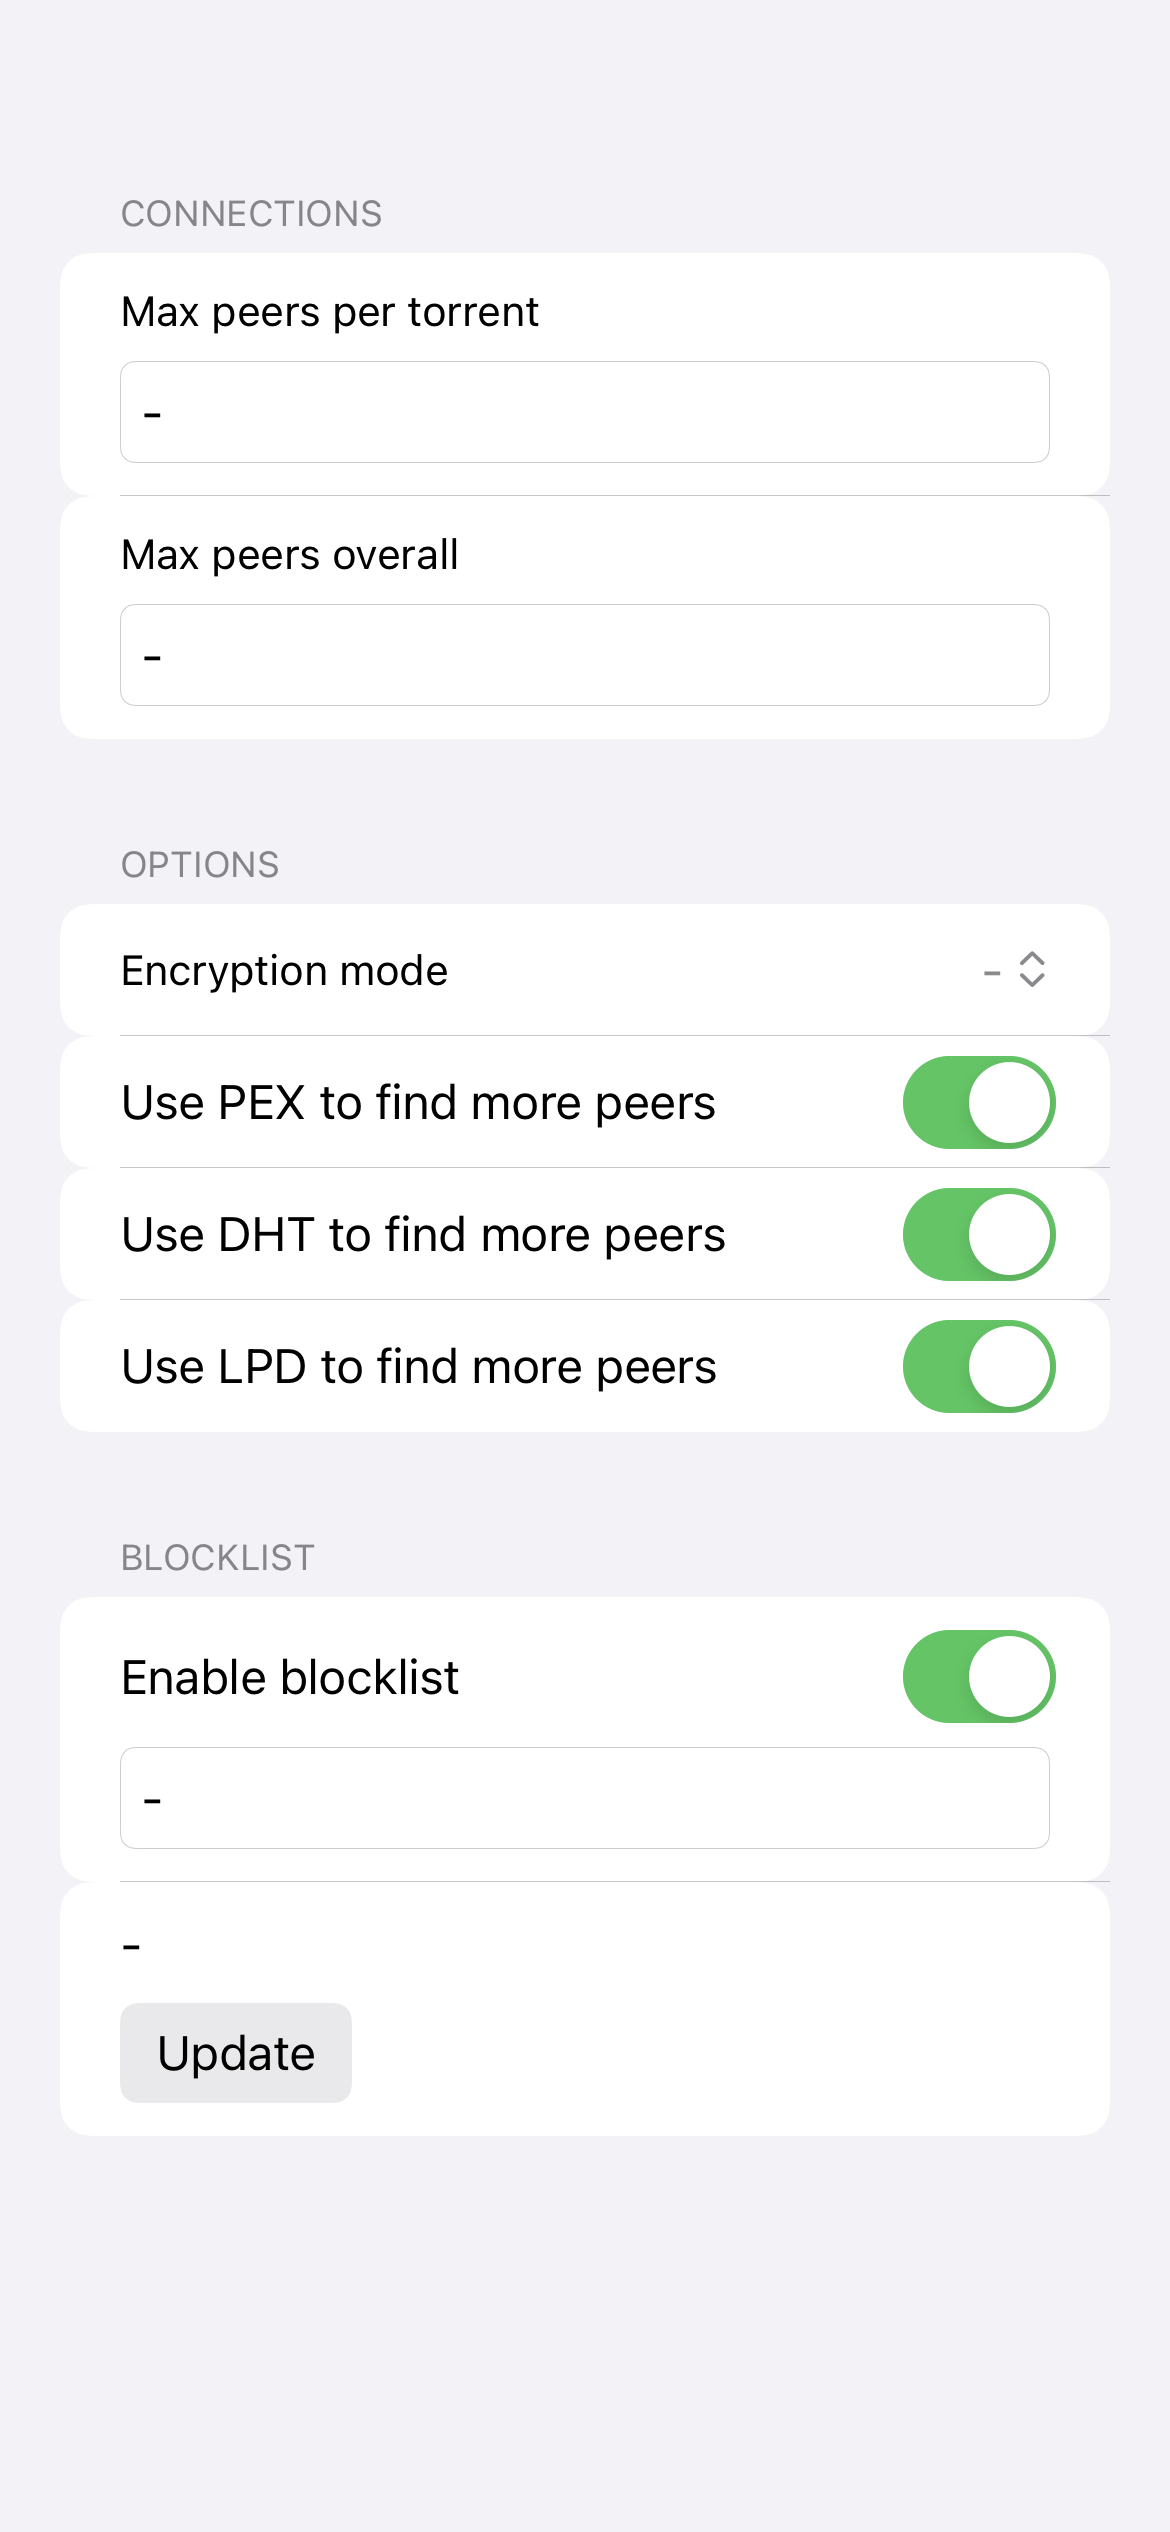 CONNECTIONS
Max peers per torrent
-
Max peers overall
-
OPTIONS
Encryption mode -
Use PEX to find more peers
Use DHT to find more peers
Use LPD to find more peers
BLOCKLIST
Enable blocklist
-
-
Update